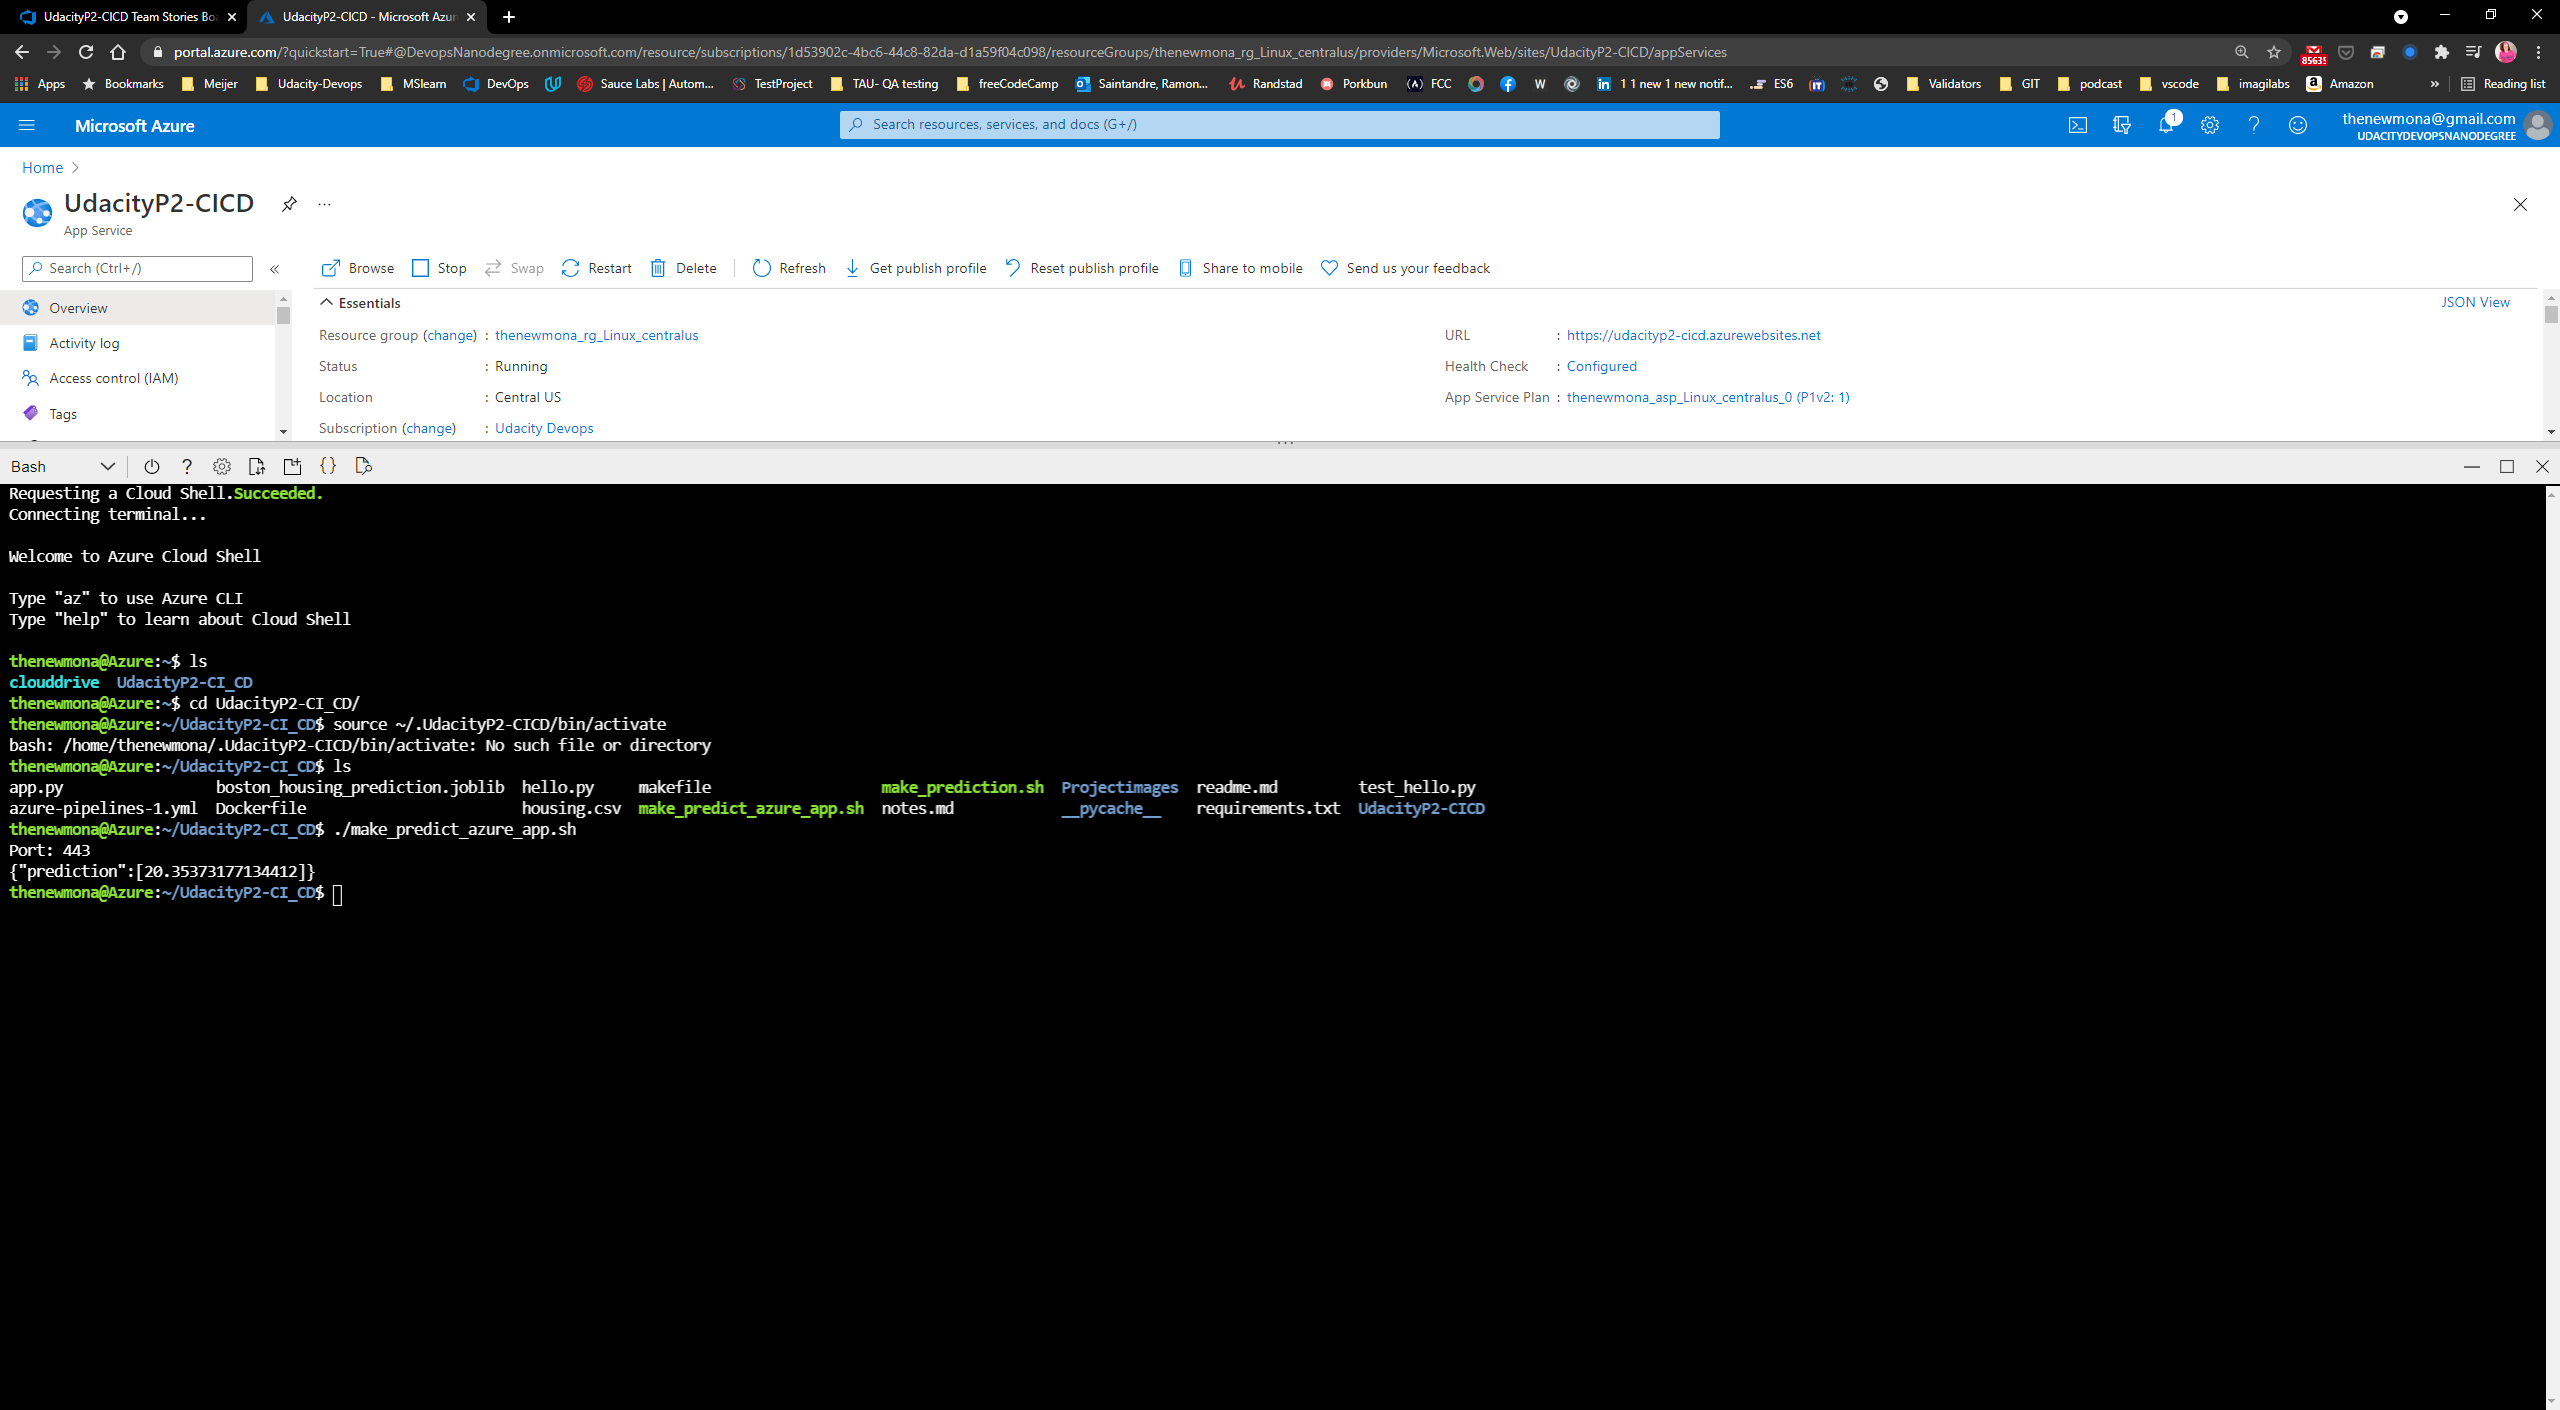 UdacityP2-CICD Team Stories Bo
UdacityP2-CICD - Microsoft Azur
portal.azure.com/?quickstart=True#@DevopsNanodegree.onmicrosoft.com/resource/subscriptions/1d53902c-4bc6-44c8-82da-d1a59f04c098/resourceGroups/thenewmona_rg_Linux_centralus/providers/Microsoft.Web/sites/UdacityP2-CICD/appServices
85635
Apps Bookmarks Meijer Udacity-Devops MSlearn DevOps Sauce Labs | Autom... TestProject TAU- QA testing freeCodeCamp Saintandre, Ramon... Randstad Porkbun FCC W 1 1 new 1 new notif... ES6 Validators GIT podcast vscode imagilabs Amazon » Reading list
Microsoft Azure
Search resources, services, and docs (G+/)
1
thenewmona@gmail.com
UDACITYDEVOPSNANODEGREE
Home >
UdacityP2-CICD ...
App Service
Search (Ctrl+/) «
Browse Stop Swap Restart Delete Refresh Get publish profile Reset publish profile Share to mobile Send us your feedback
Overview
Activity log
Access control (IAM)
Tags
Essentials
JSON View
Resource group (change) : thenewmona_rg_Linux_centralus
Status : Running
Location : Central US
Subscription (change) : Udacity Devops
URL : https://udacityp2-cicd.azurewebsites.net
Health Check : Configured
App Service Plan : thenewmona_asp_Linux_centralus_0 (P1v2: 1)
Bash
Requesting a Cloud Shell.Succeeded.
Connecting terminal...
Welcome to Azure Cloud Shell
Type "az" to use Azure CLI
Type "help" to learn about Cloud Shell
thenewmona@Azure:~$ ls
clouddrive UdacityP2-CI_CD
thenewmona@Azure:~$ cd UdacityP2-CI_CD/
thenewmona@Azure:~/UdacityP2-CI_CD$ source ~/.UdacityP2-CICD/bin/activate
bash: /home/thenewmona/.UdacityP2-CICD/bin/activate: No such file or directory
thenewmona@Azure:~/UdacityP2-CI_CD$ ls
app.py boston_housing_prediction.joblib hello.py makefile make_prediction.sh Projectimages readme.md test_hello.py
azure-pipelines-1.yml Dockerfile housing.csv make_predict_azure_app.sh notes.md __pycache__ requirements.txt UdacityP2-CICD
thenewmona@Azure:~/UdacityP2-CI_CD$ ./make_predict_azure_app.sh
Port: 443
{"prediction":[20.35373177134412]}
thenewmona@Azure:~/UdacityP2-CI_CD$